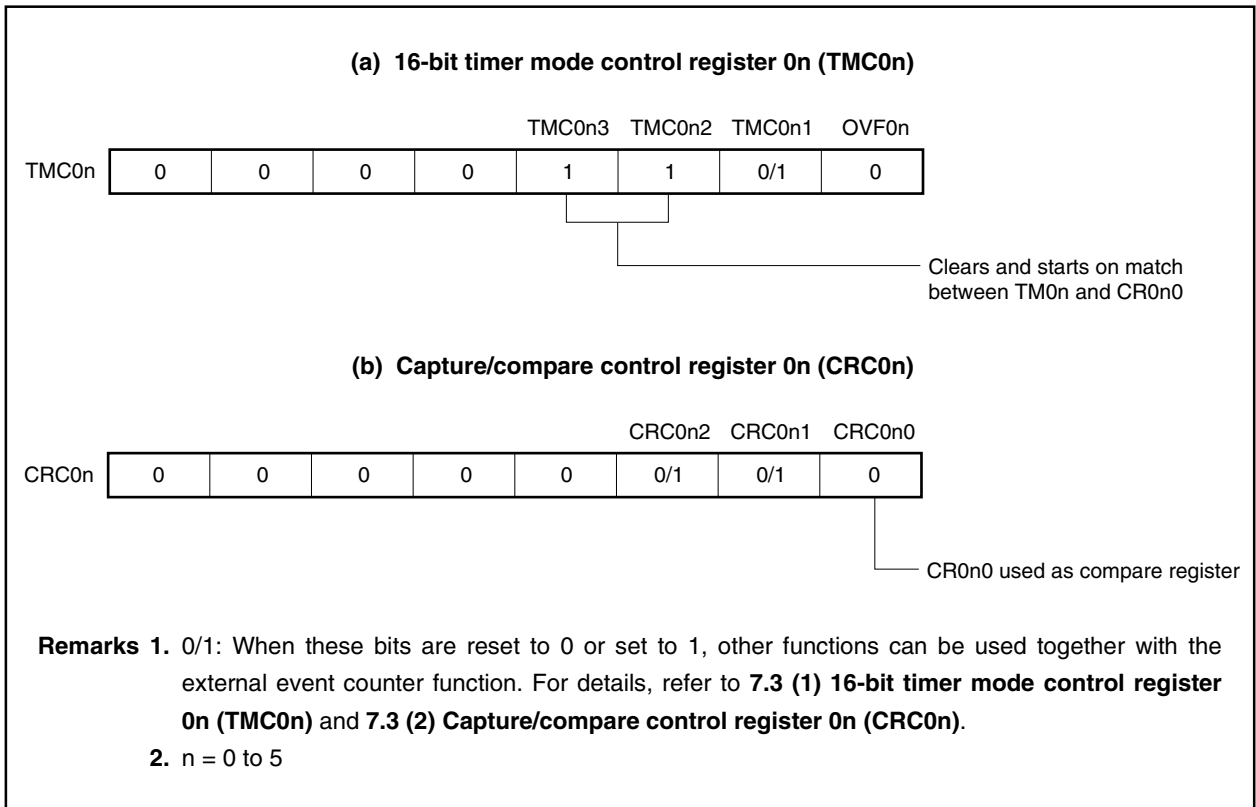 (a) 16-bit timer mode control register 0n (TMC0n)
TMC0n3 TMC0n2 TMC0n1 OVF0n
TMC0n 0 0 0 0 1 1 0/1 0
Clears and starts on match
between TM0n and CR0n0
(b) Capture/compare control register 0n (CRC0n)
CRC0n2 CRC0n1 CRC0n0
CRC0n 0 0 0 0 0 0/1 0/1 0
CR0n0 used as compare register
Remarks 1. 0/1: When these bits are reset to 0 or set to 1, other functions can be used together with the
external event counter function. For details, refer to 7.3 (1) 16-bit timer mode control register
0n (TMC0n) and 7.3 (2) Capture/compare control register 0n (CRC0n).
2. n = 0 to 5